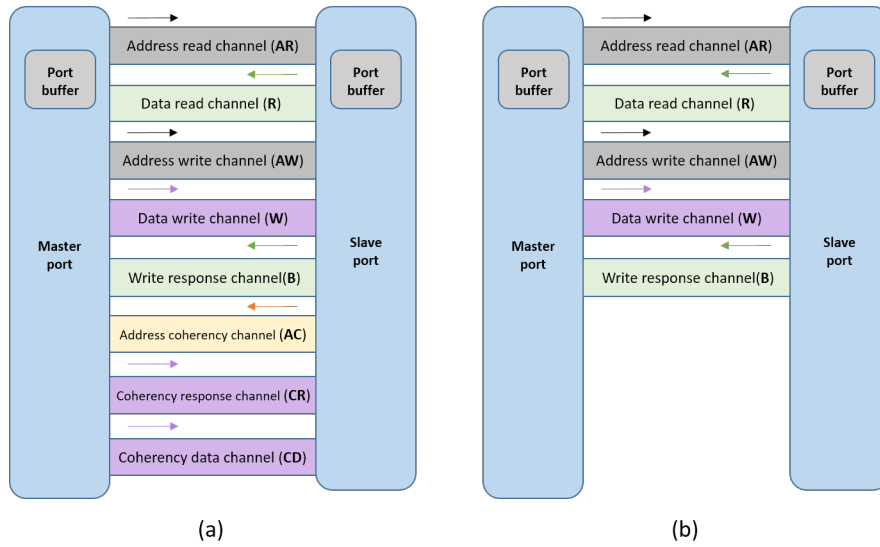 Address read channel (AR)
Port
buffer
Port
buffer
Data read channel (R)
Address write channel (AW)
Data write channel (W)
Master
port
Slave
port
Write response channel(B)
Address coherency channel (AC)
Coherency response channel (CR)
Coherency data channel (CD)
(a)
Address read channel (AR)
Port
buffer
Port
buffer
Data read channel (R)
Address write channel (AW)
Data write channel (W)
Master
port
Slave
port
Write response channel(B)
(b)